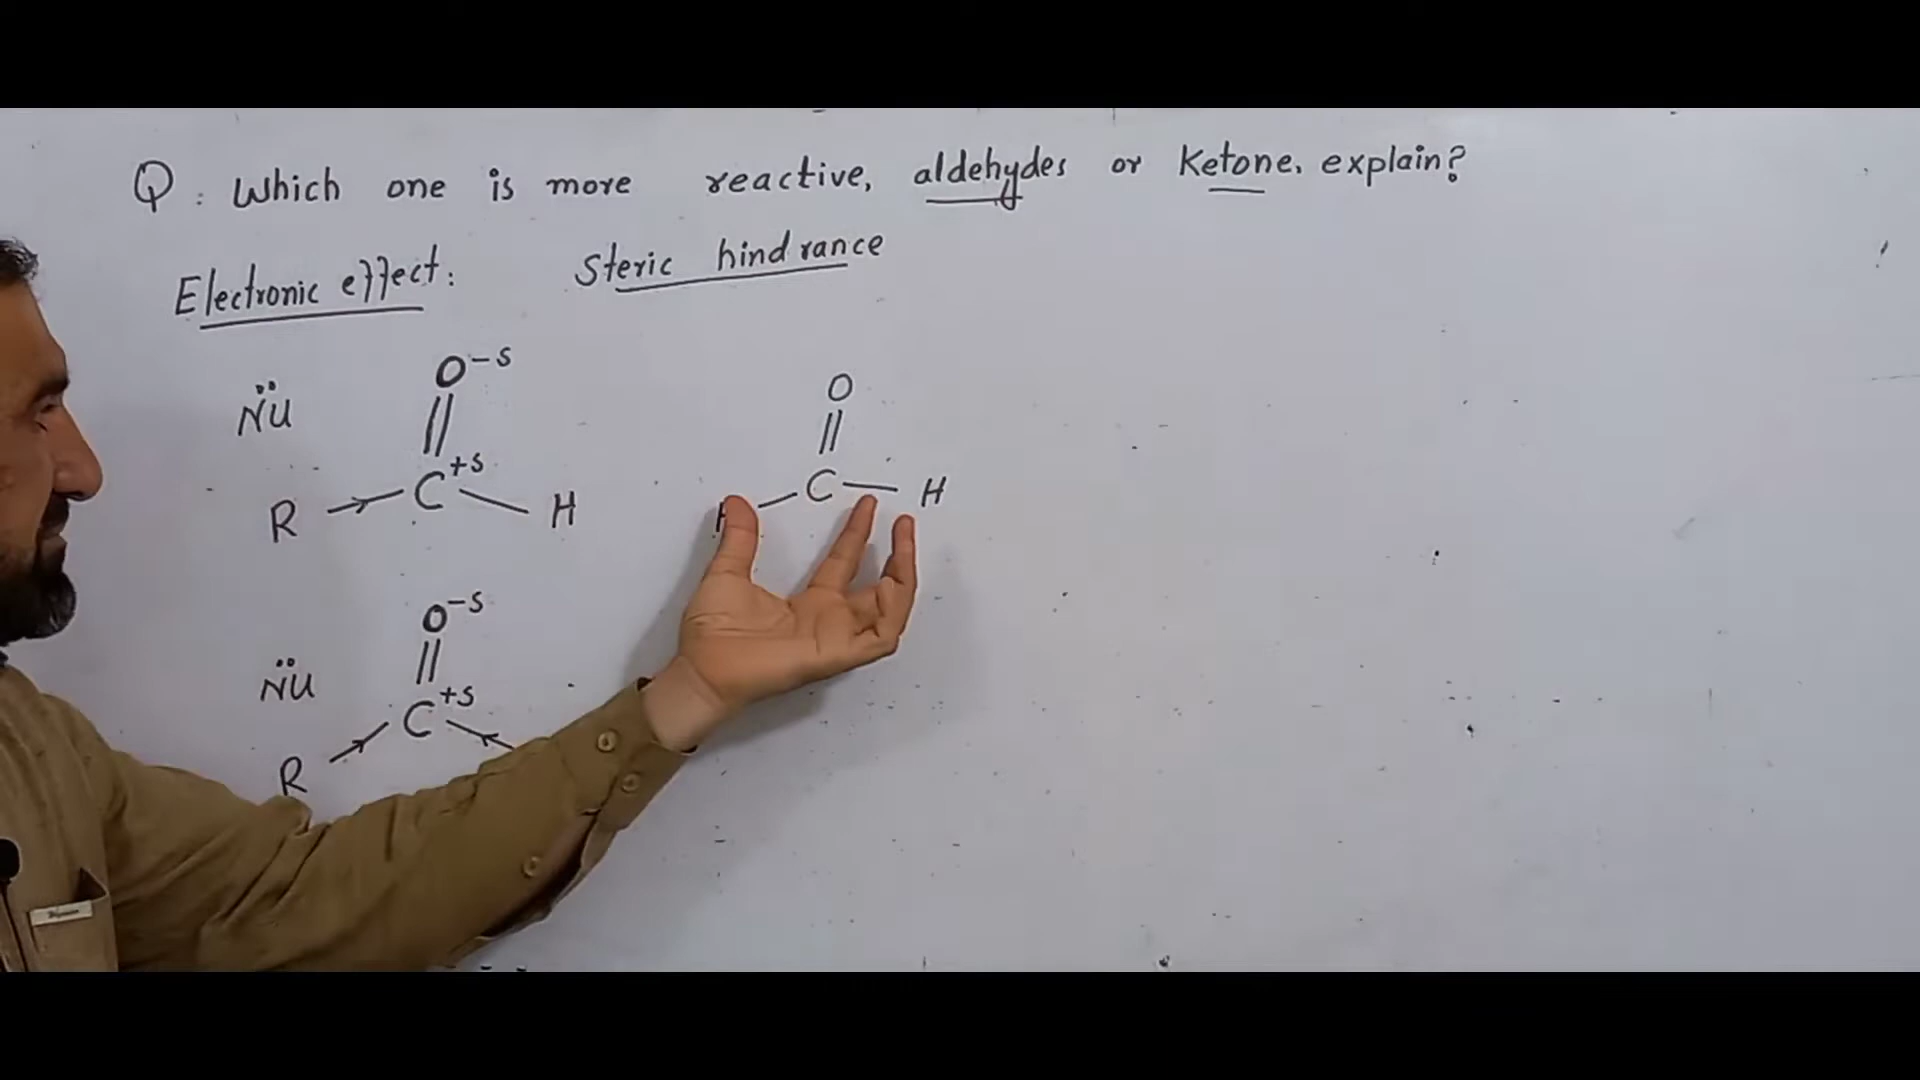 Q. Which one is more reactive, aldehydes or Ketone. explain?
Electronic effect: Steric hindrance
O-s
NU
C+s
R H
O
C H
O-s
NU
C+s
R